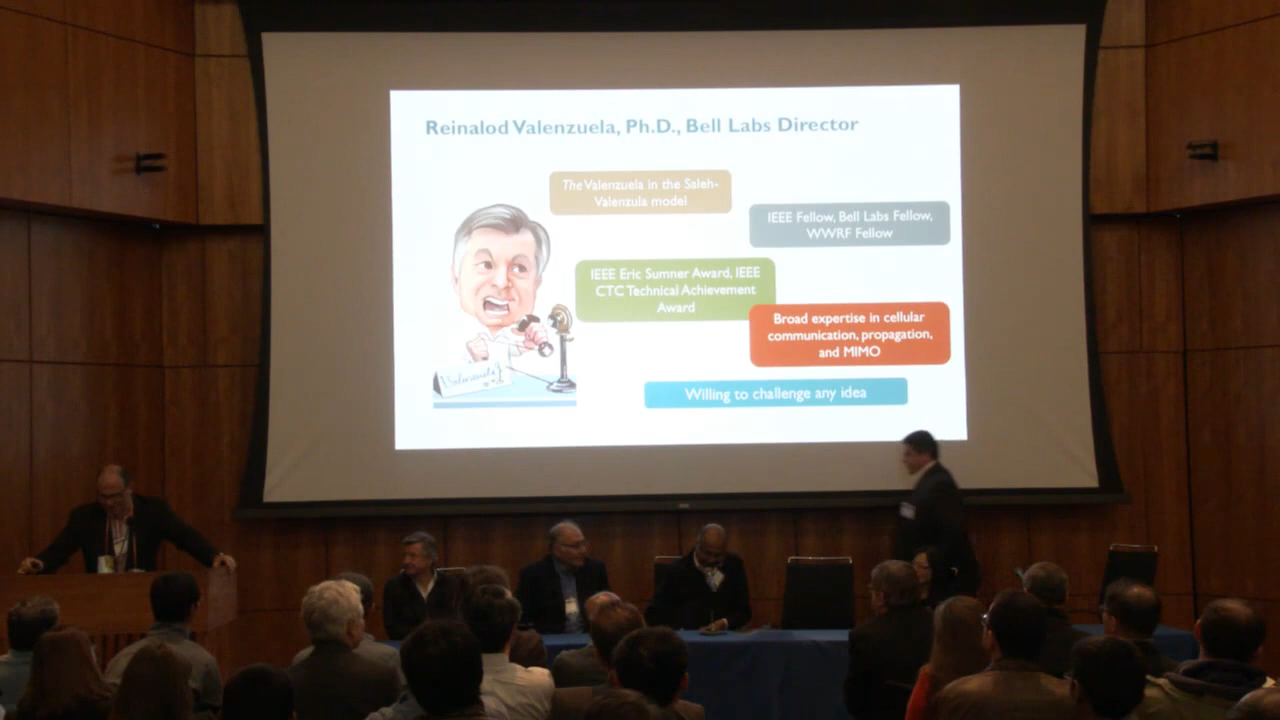 Reinalod Valenzuela, Ph.D., Bell Labs Director
The Valenzuela in the Saleh-
Valenzula model
IEEE Fellow, Bell Labs Fellow,
WWRF Fellow
IEEE Eric Sumner Award, IEEE
CTC Technical Achievement
Award
Broad expertise in cellular
communication, propagation,
and MIMO
Valenzuela
Willing to challenge any idea